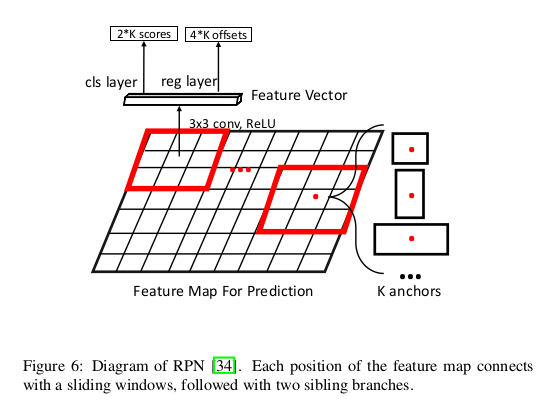 2*K scores
4*K offsets
cls layer
reg layer
Feature Vector
3x3 conv, ReLU
Feature Map For Prediction
K anchors
Figure 6: Diagram of RPN [34]. Each position of the feature map connects
with a sliding windows, followed with two sibling branches.